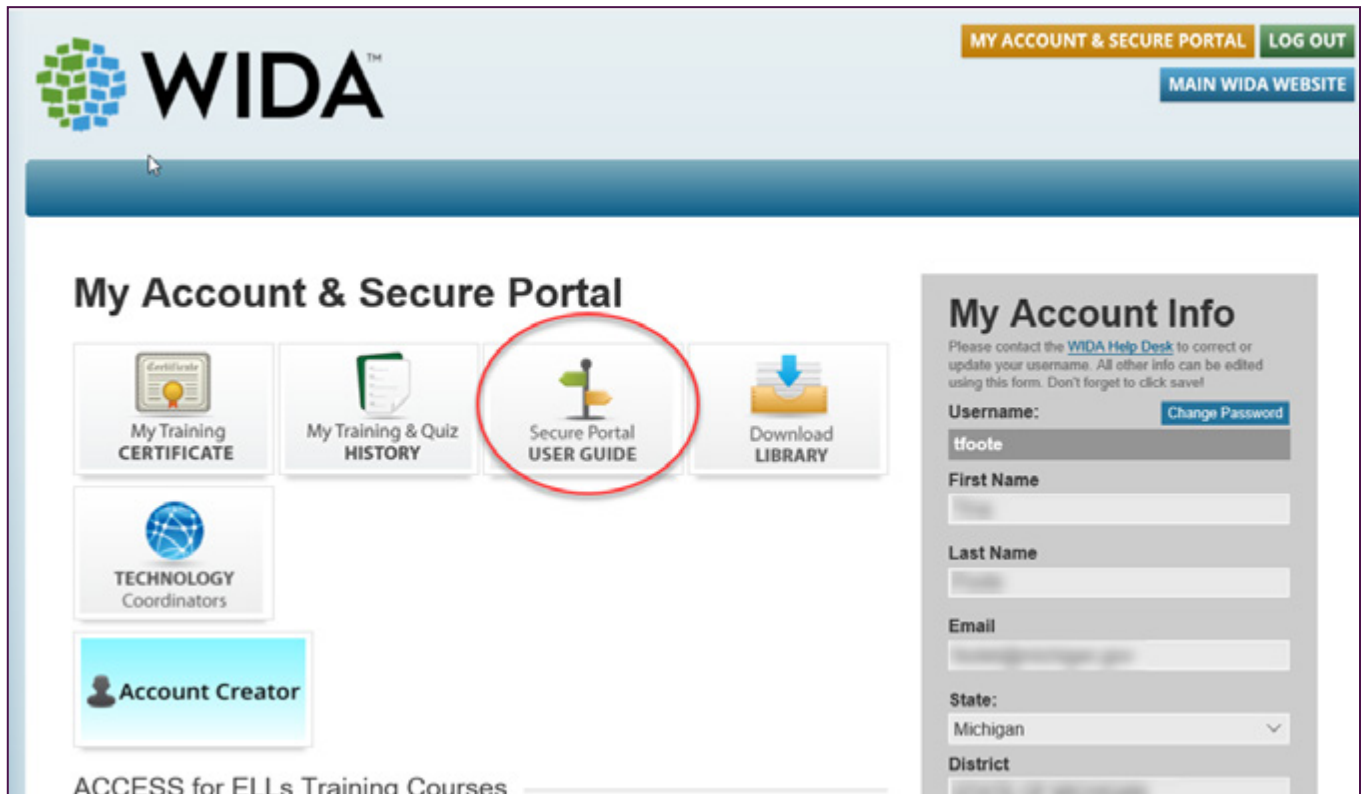 WIDA™
MY ACCOUNT & SECURE PORTAL
LOG OUT
MAIN WIDA WEBSITE
My Account & Secure Portal
Certificate
My Training
CERTIFICATE
My Training & Quiz
HISTORY
Secure Portal
USER GUIDE
Download
LIBRARY
TECHNOLOGY
Coordinators
Account Creator
ACCESS for ELLs Training Courses
My Account Info
Please contact the WIDA Help Desk to correct or
update your username. All other info can be edited
using this form. Don't forget to click save!
Username:
Change Password
tfoote
First Name
Last Name
Email
State:
Michigan
District